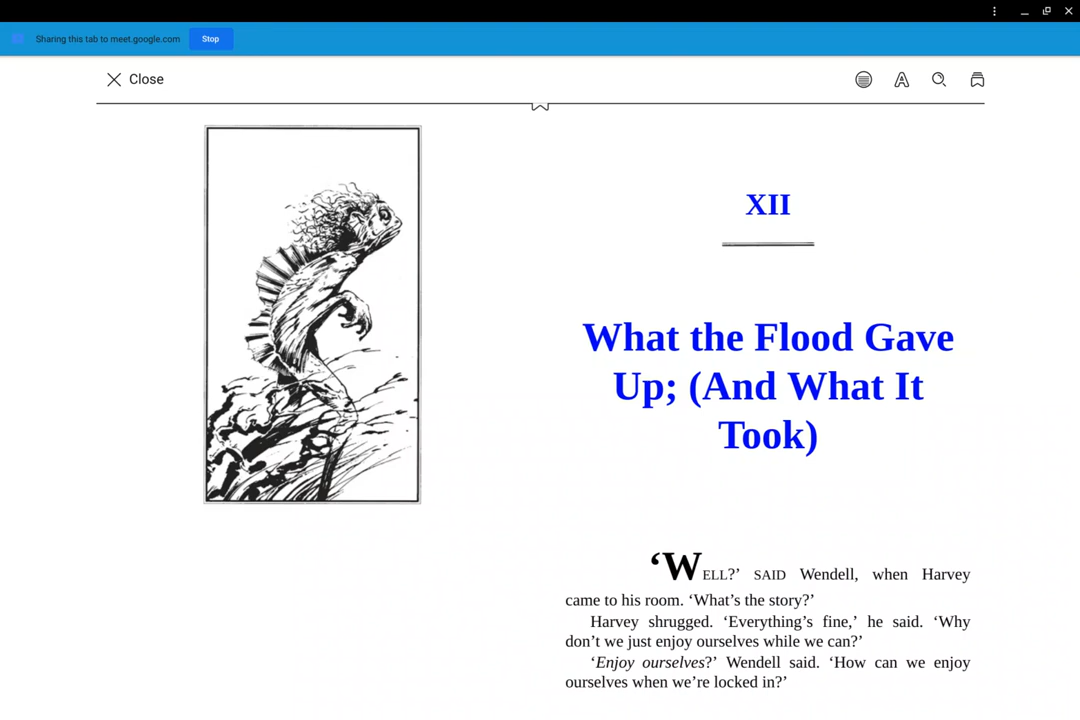 Sharing this tab to meet.google.com Stop
Close
XII
What the Flood Gave
Up; (And What It
Took)
‘WELL?’ SAID Wendell, when Harvey
came to his room. ‘What’s the story?’
Harvey shrugged. ‘Everything’s fine,’ he said. ‘Why
don’t we just enjoy ourselves while we can?’
‘Enjoy ourselves?’ Wendell said. ‘How can we enjoy
ourselves when we’re locked in?’